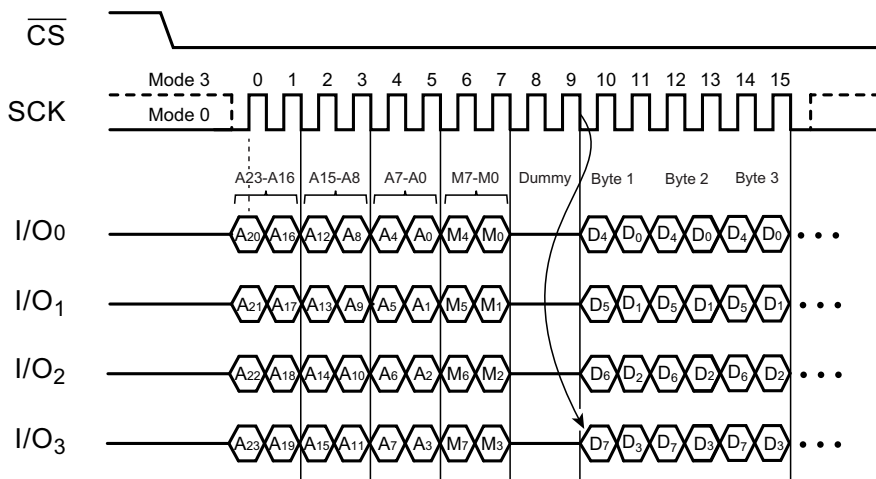 CS
Mode 3 0 1 2 3 4 5 6 7 8 9 10 11 12 13 14 15
SCK
Mode 0
A23-A16 A15-A8 A7-A0 M7-M0 Dummy Byte 1 Byte 2 Byte 3
I/O0 A20 A16 A12 A8 A4 A0 M4 M0 D4 D0 D4 D0 D4 D0 • • •
I/O1 A21 A17 A13 A9 A5 A1 M5 M1 D5 D1 D5 D1 D5 D1 • • •
I/O2 A22 A18 A14 A10 A6 A2 M6 M2 D6 D2 D6 D2 D6 D2 • • •
I/O3 A23 A19 A15 A11 A7 A3 M7 M3 D7 D3 D7 D3 D7 D3 • • •